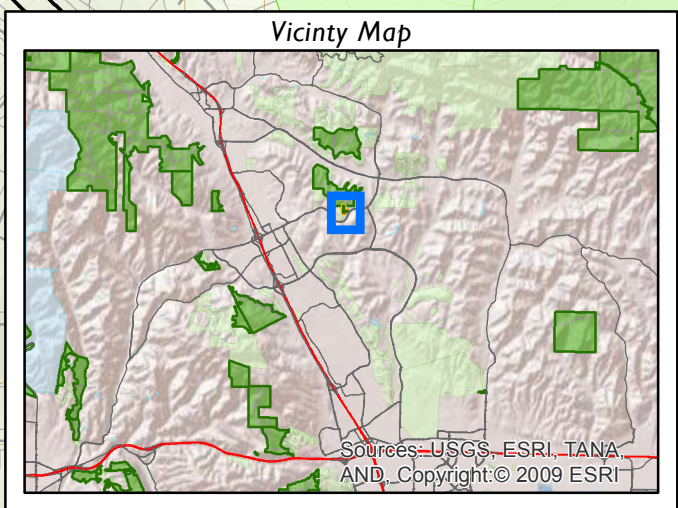 Vicinty Map
Sources: USGS, ESRI, TANA,
AND, Copyright:© 2009 ESRI